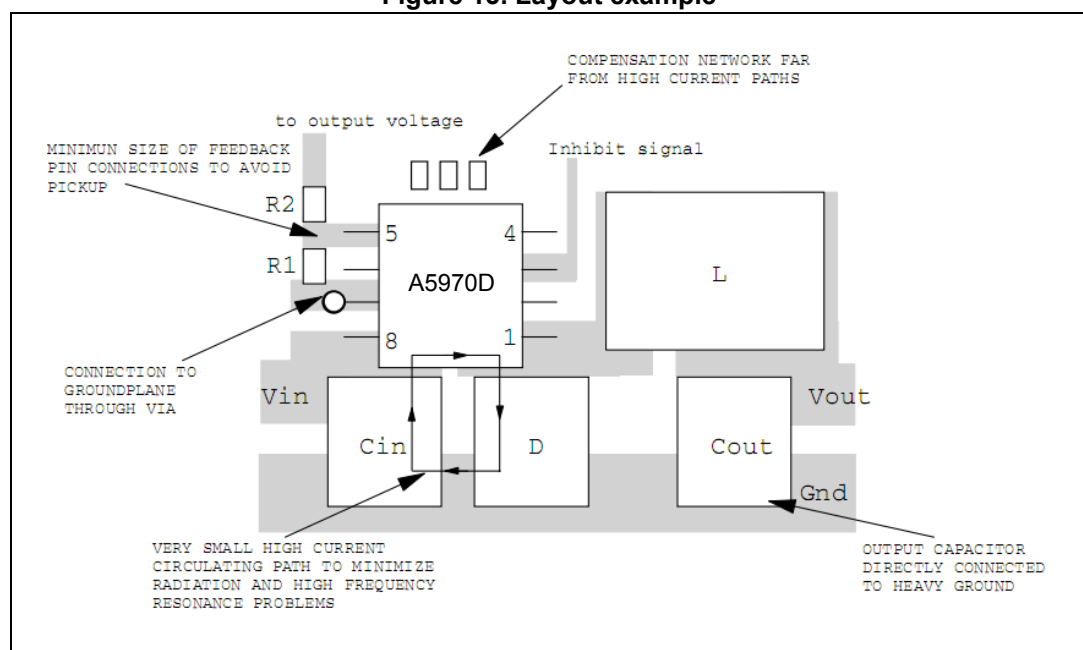 Figure 16. Layout example
COMPENSATION NETWORK FAR
FROM HIGH CURRENT PATHS
to output voltage
MINIMUN SIZE OF FEEDBACK
PIN CONNECTIONS TO AVOID
PICKUP
Inhibit signal
R2
5
4
R1
A5970D
L
8
1
CONNECTION TO
GROUNDPLANE
THROUGH VIA
Vin
Vout
Cin
D
Cout
Gnd
VERY SMALL HIGH CURRENT
CIRCULATING PATH TO MINIMIZE
RADIATION AND HIGH FREQUENCY
RESONANCE PROBLEMS
OUTPUT CAPACITOR
DIRECTLY CONNECTED
TO HEAVY GROUND